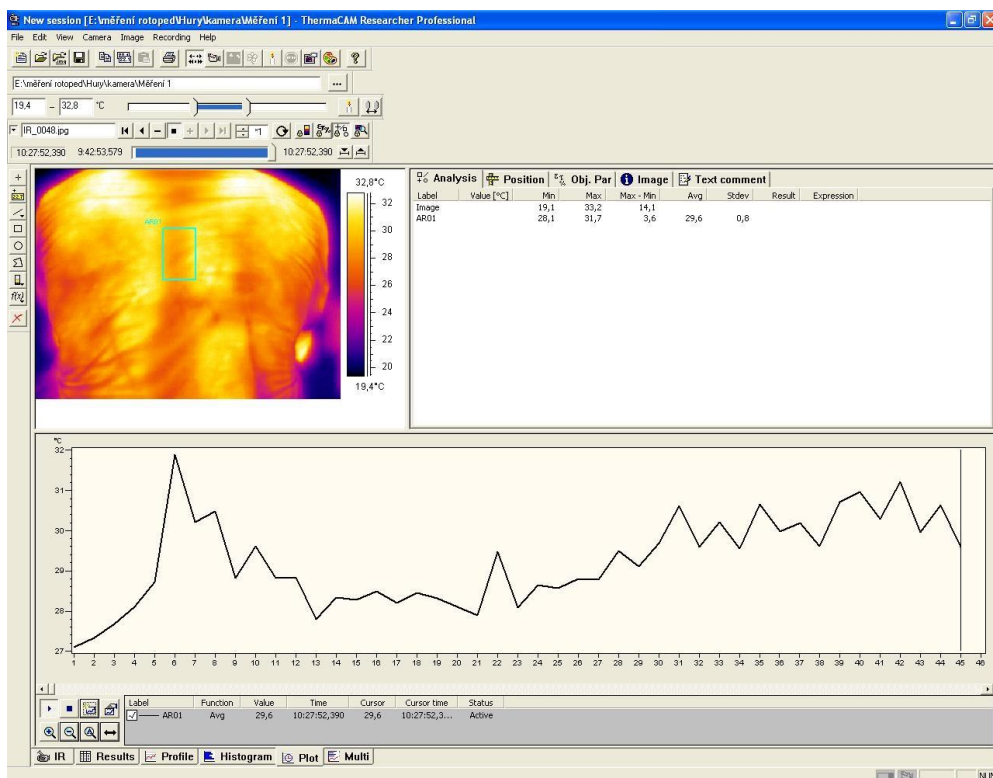 New session [E:\měření rotoped\Hury\kamera\Měření 1] - ThermaCAM Researcher Professional
File Edit View Camera Image Recording Help
E:\měření rotoped\Hury\kamera\Měření 1 ...
19,4 - 32,8 °C
IR_0048.jpg *1
10:27:52,390 9:42:53,579 10:27:52,390
32,8°C
32
30
28
26
24
22
20
19,4°C
AR01
Analysis Position Obj. Par Image Text comment
Label Value [°C] Min Max Max - Min Avg Stdev Result Expression
Image 19,1 33,2 14,1
AR01 28,1 31,7 3,6 29,6 0,8
°C
32
31
30
29
28
27
1 2 3 4 5 6 7 8 9 10 11 12 13 14 15 16 17 18 19 20 21 22 23 24 25 26 27 28 29 30 31 32 33 34 35 36 37 38 39 40 41 42 43 44 45 46
Label Function Value Time Cursor Cursor time Status
AR01 Avg 29,6 10:27:52,390 29,6 10:27:52,3... Active
IR Results Profile Histogram Plot Multi
NUM